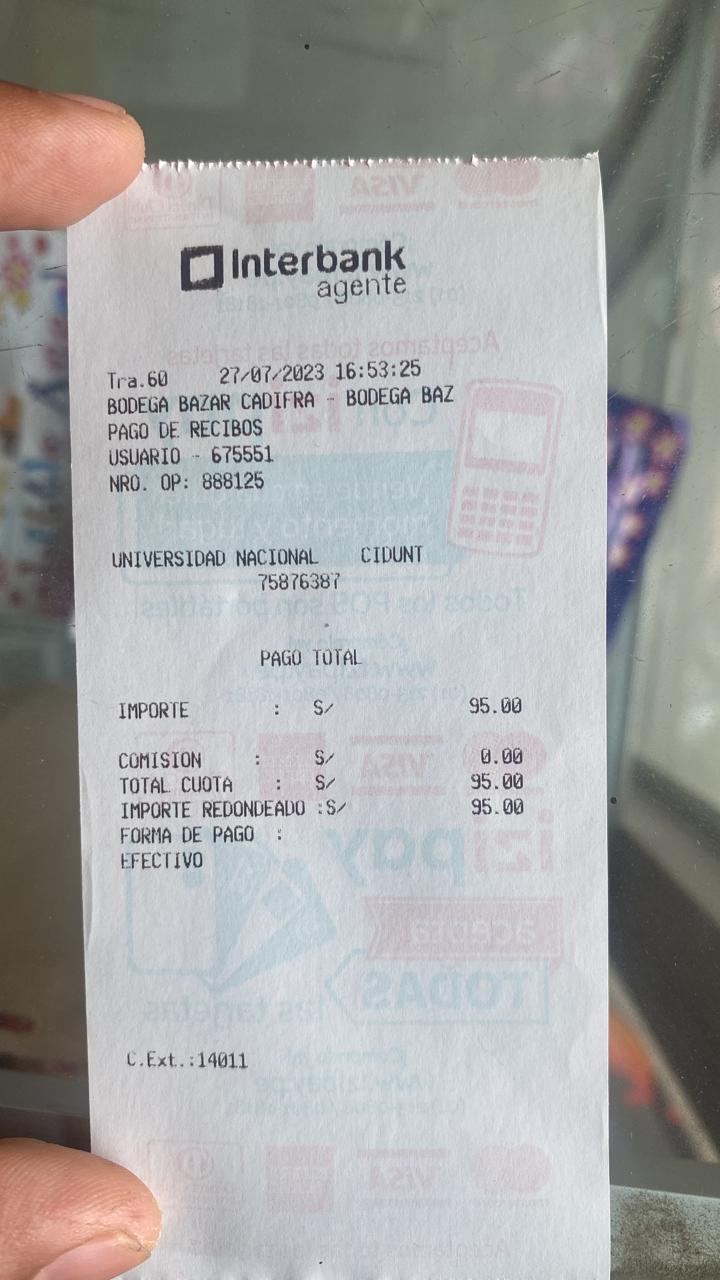 Interbank
agente
Tra.60 27/07/2023 16:53:25
BODEGA BAZAR CADIFRA - BODEGA BAZ
PAGO DE RECIBOS
USUARIO - 675551
NRO. OP: 888125
UNIVERSIDAD NACIONAL CIDUNT
75876387
PAGO TOTAL
IMPORTE : S/ 95.00
COMISION : S/ 0.00
TOTAL CUOTA : S/ 95.00
IMPORTE REDONDEADO :S/ 95.00
FORMA DE PAGO :
EFECTIVO
C.Ext.:14011